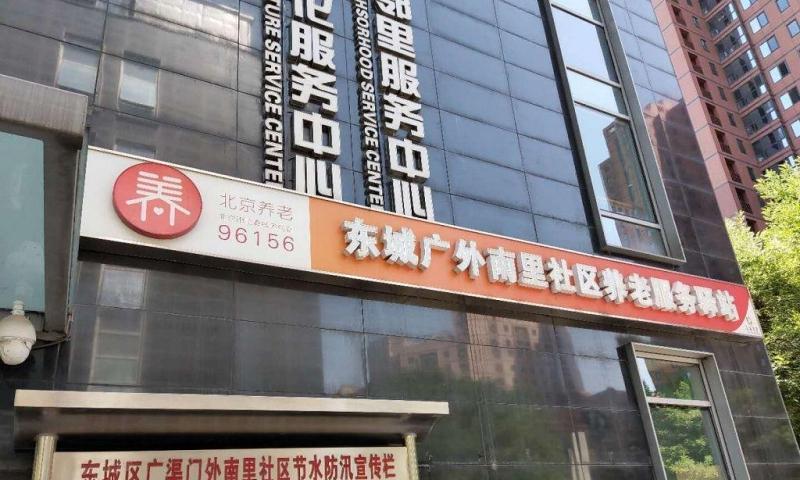 化服务中心
TURE SERVICE CENTE
邻里服务中心
HSORHOOD SERVICE CENTE
养
北京养老
96156
东城广外南里社区养老服务驿站
东城区广渠门外南里社区节水防汛宣传栏